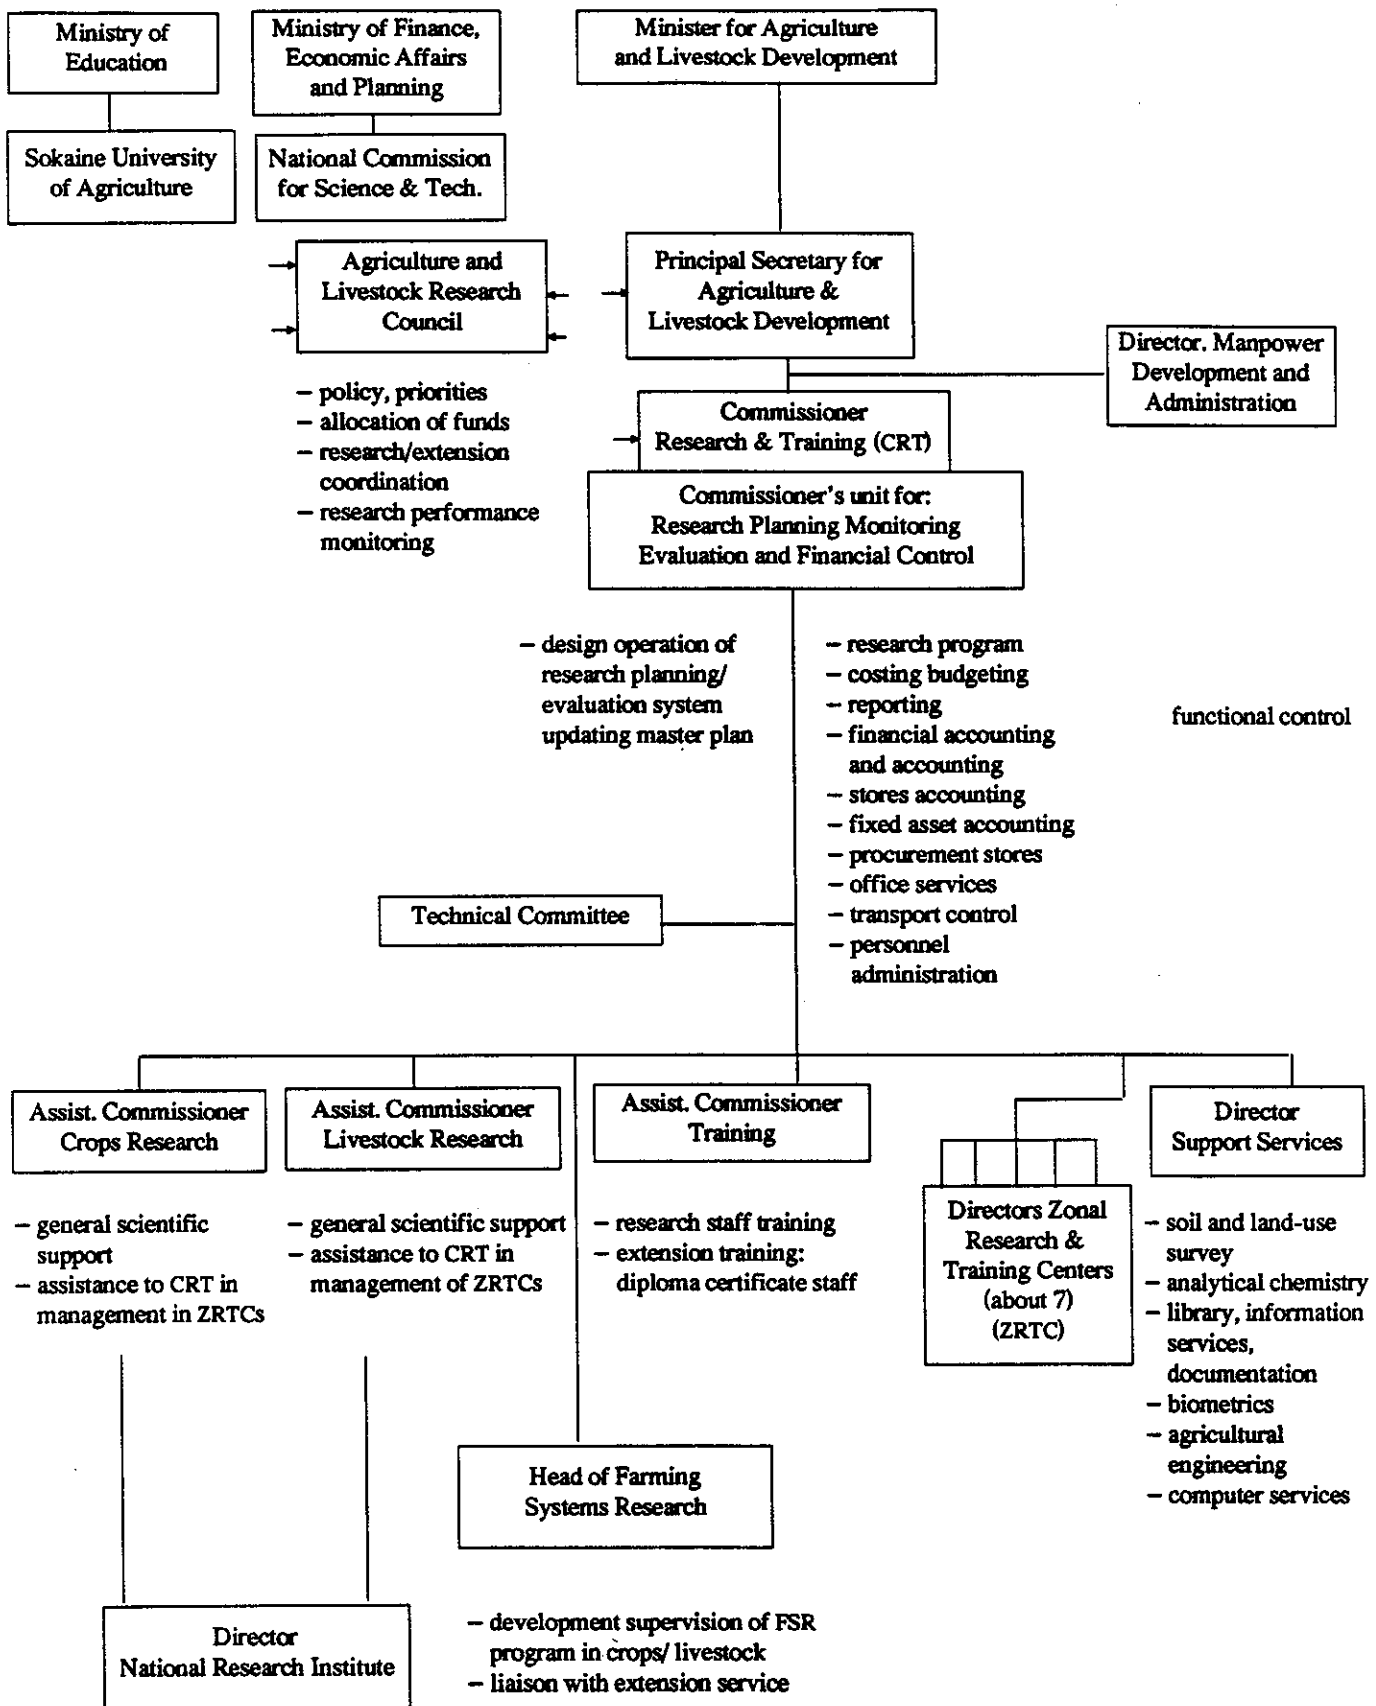 Ministry of
Education
Ministry of Finance,
Economic Affairs
and Planning
Minister for Agriculture
and Livestock Development
Sokaine University
of Agriculture
National Commission
for Science & Tech.
Agriculture and
Livestock Research
Council
Principal Secretary for
Agriculture &
Livestock Development
Director. Manpower
Development and
Administration
– policy, priorities
– allocation of funds
– research/extension
coordination
– research performance
monitoring
Commissioner
Research & Training (CRT)
Commissioner's unit for:
Research Planning Monitoring
Evaluation and Financial Control
– design operation of
research planning/
evaluation system
updating master plan
– research program
– costing budgeting
– reporting
– financial accounting
and accounting
– stores accounting
– fixed asset accounting
– procurement stores
– office services
– transport control
– personnel
administration
functional control
Technical Committee
Assist. Commissioner
Crops Research
Assist. Commissioner
Livestock Research
Assist. Commissioner
Training
Director
Support Services
– general scientific
support
– assistance to CRT in
management in ZRTCs
– general scientific support
– assistance to CRT in
management of ZRTCs
– research staff training
– extension training:
diploma certificate staff
Directors Zonal
Research &
Training Centers
(about 7)
(ZRTC)
– soil and land-use
survey
– analytical chemistry
– library, information
services,
documentation
– biometrics
– agricultural
engineering
– computer services
Head of Farming
Systems Research
Director
National Research Institute
– development supervision of FSR
program in crops/ livestock
– liaison with extension service